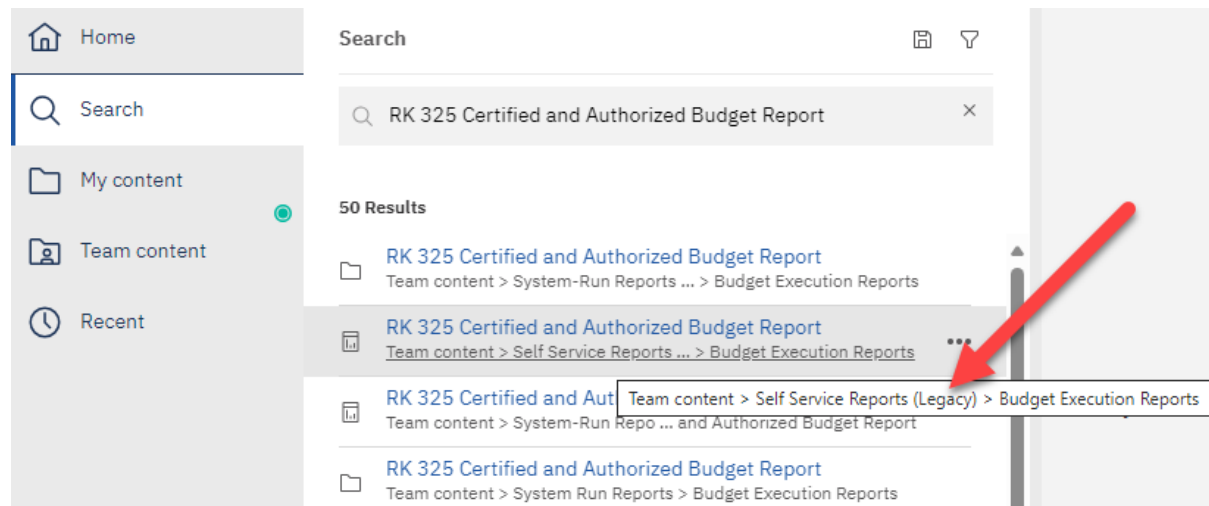 Home
Search
Search
RK 325 Certified and Authorized Budget Report
My content
50 Results
Team content
RK 325 Certified and Authorized Budget Report
Team content > System-Run Reports ... > Budget Execution Reports
Recent
RK 325 Certified and Authorized Budget Report
Team content > Self Service Reports ... > Budget Execution Reports
RK 325 Certified and Aut
Team content > Self Service Reports (Legacy) > Budget Execution Reports
Team content > System-Run Repo ... and Authorized Budget Report
RK 325 Certified and Authorized Budget Report
Team content > System Run Reports > Budget Execution Reports